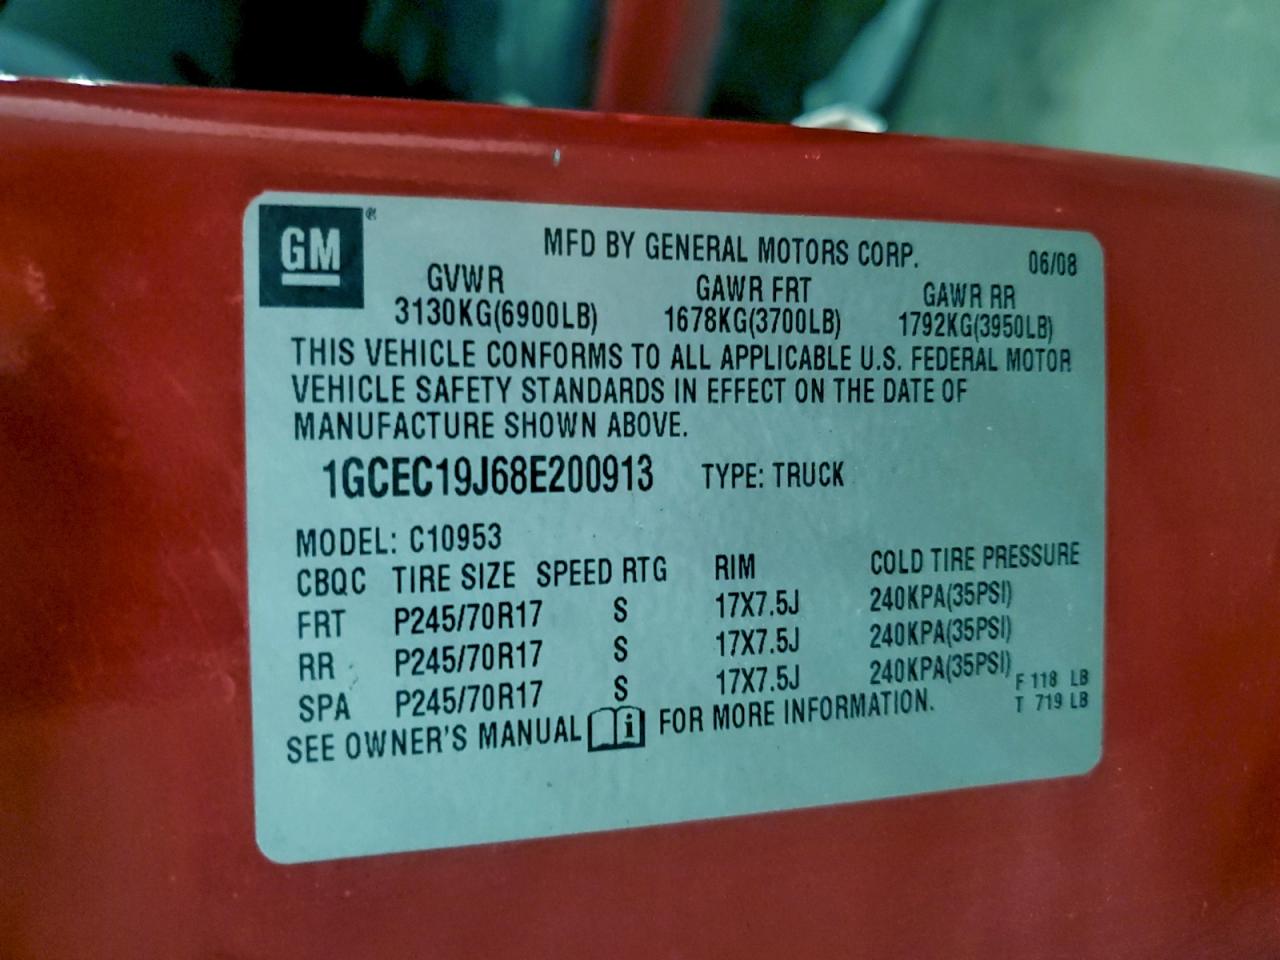 GM®
MFD BY GENERAL MOTORS CORP. 06/08
GVWR GAWR FRT GAWR RR
3130KG(6900LB) 1678KG(3700LB) 1792KG(3950LB)
THIS VEHICLE CONFORMS TO ALL APPLICABLE U.S. FEDERAL MOTOR
VEHICLE SAFETY STANDARDS IN EFFECT ON THE DATE OF
MANUFACTURE SHOWN ABOVE.
1GCEC19J68E200913 TYPE: TRUCK
MODEL: C10953
CBQC TIRE SIZE SPEED RTG RIM COLD TIRE PRESSURE
FRT P245/70R17 S 17X7.5J 240KPA(35PSI)
RR P245/70R17 S 17X7.5J 240KPA(35PSI)
SPA P245/70R17 S 17X7.5J 240KPA(35PSI)
F 118 LB
T 719 LB
SEE OWNER'S MANUAL i FOR MORE INFORMATION.